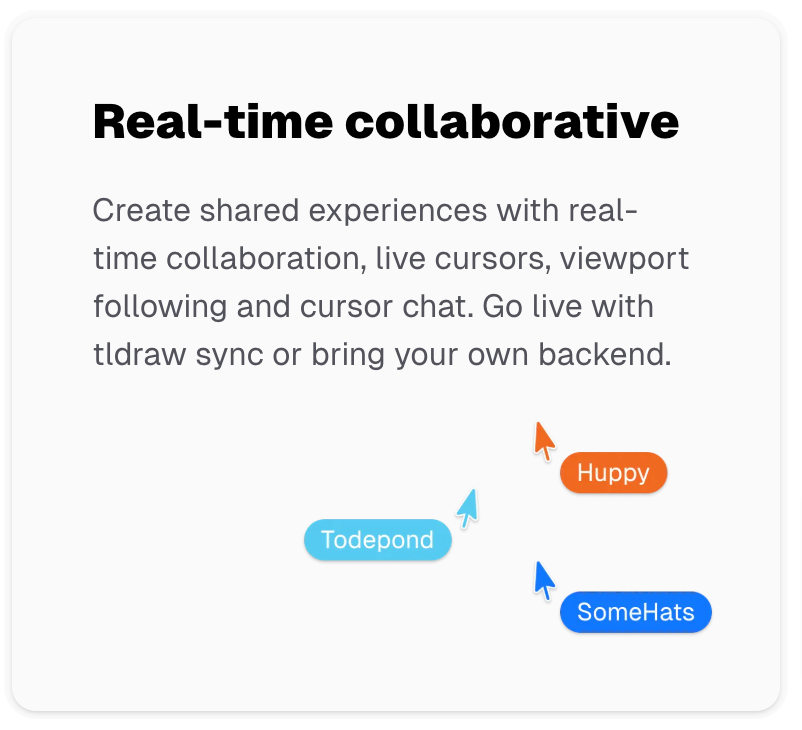 Real-time collaborative
Create shared experiences with real-
time collaboration, live cursors, viewport
following and cursor chat. Go live with
tldraw sync or bring your own backend.
Huppy
Todepond
SomeHats